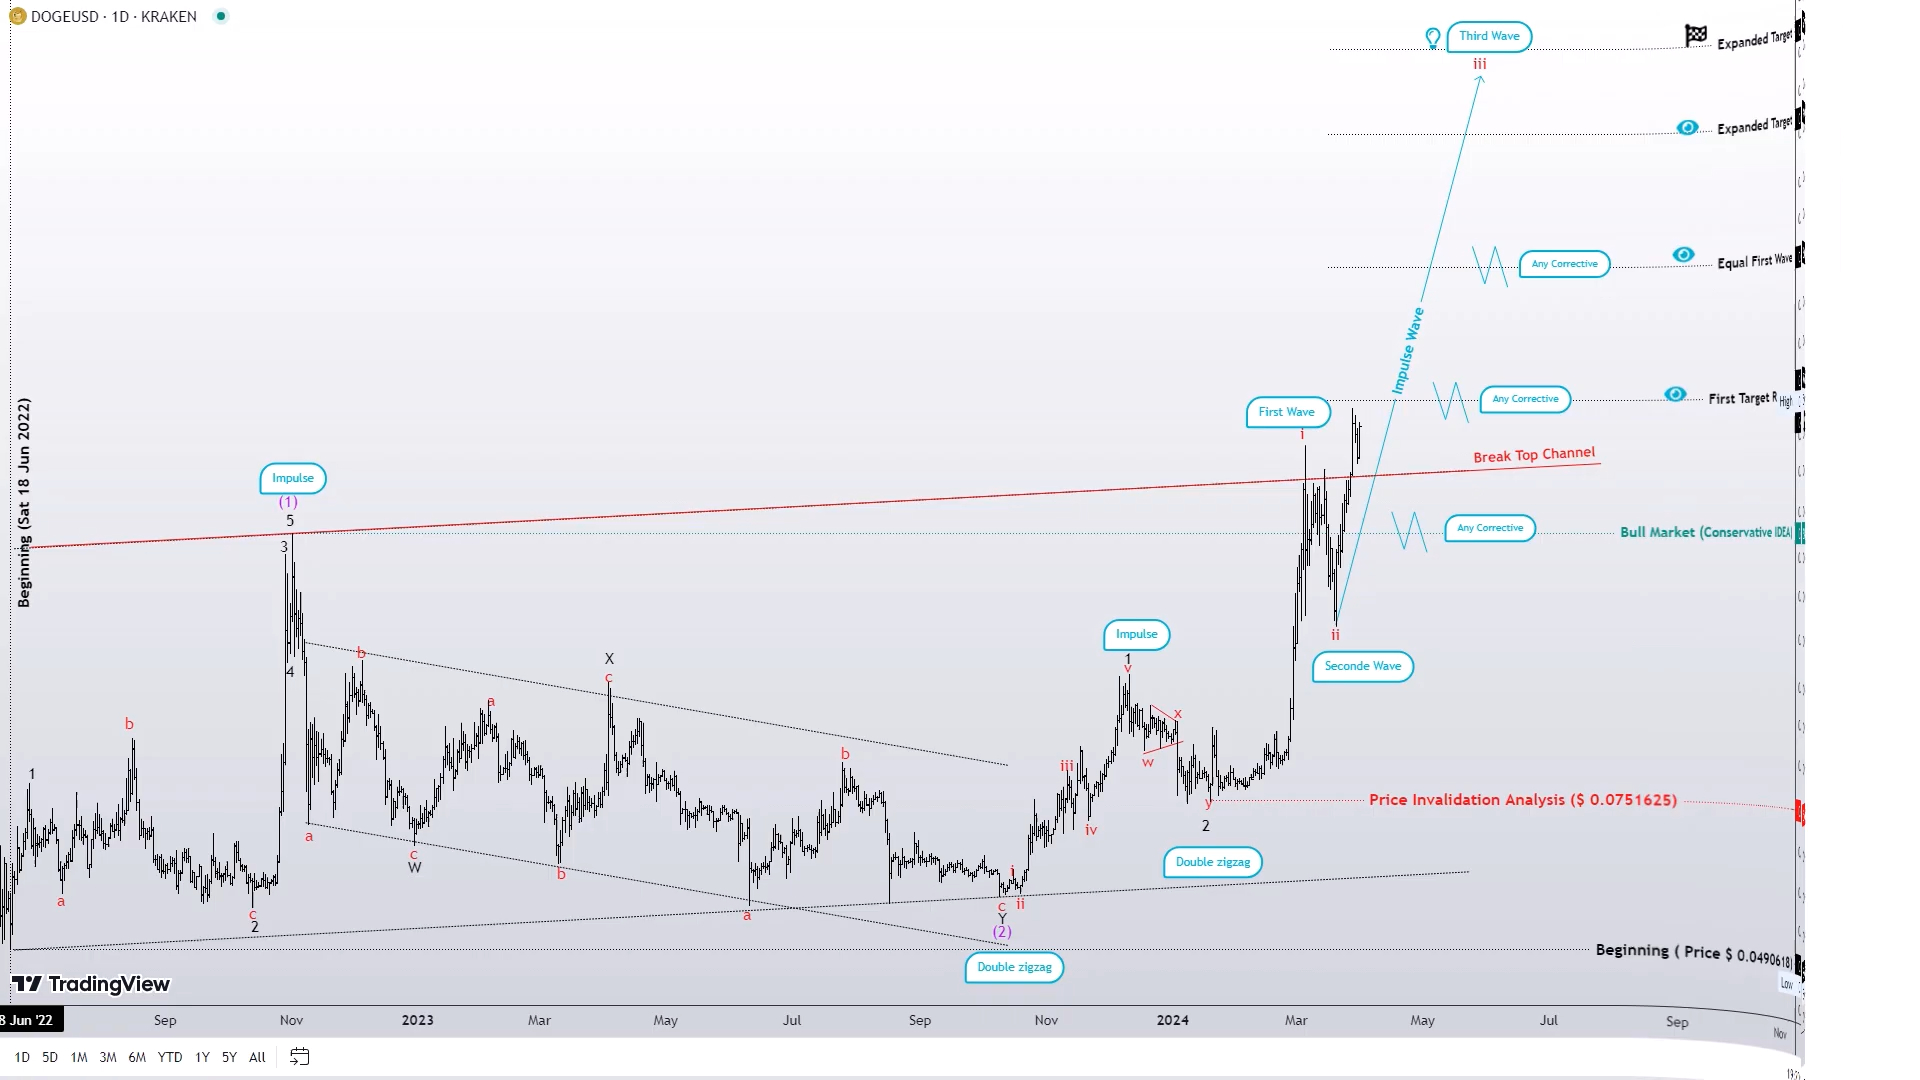 DOGEUSD · 1D · KRAKEN
Third Wave
iii
Expanded Target
Expanded Target
Any Corrective
Equal First Wave
Impulse Wave
Any Corrective
First Target R
High
First Wave
i
Break Top Channel
Any Corrective
Bull Market (Conservative IDEA)
Beginning (Sat 18 Jun 2022)
Impulse
(1)
5
3
4
b
X
c
a
b
1
a
c
2
a
c
W
b
a
b
Impulse
1
v
iii
iv
i
ii
c
Y
(2)
Double zigzag
x
w
y
2
Double zigzag
ii
Seconde Wave
Price Invalidation Analysis ($ 0.0751625)
Beginning ( Price $ 0.0490618)
Low
TradingView
8 Jun '22
Sep
Nov
2023
Mar
May
Jul
Sep
Nov
2024
Mar
May
Jul
Sep
Nov
1D 5D 1M 3M 6M YTD 1Y 5Y All